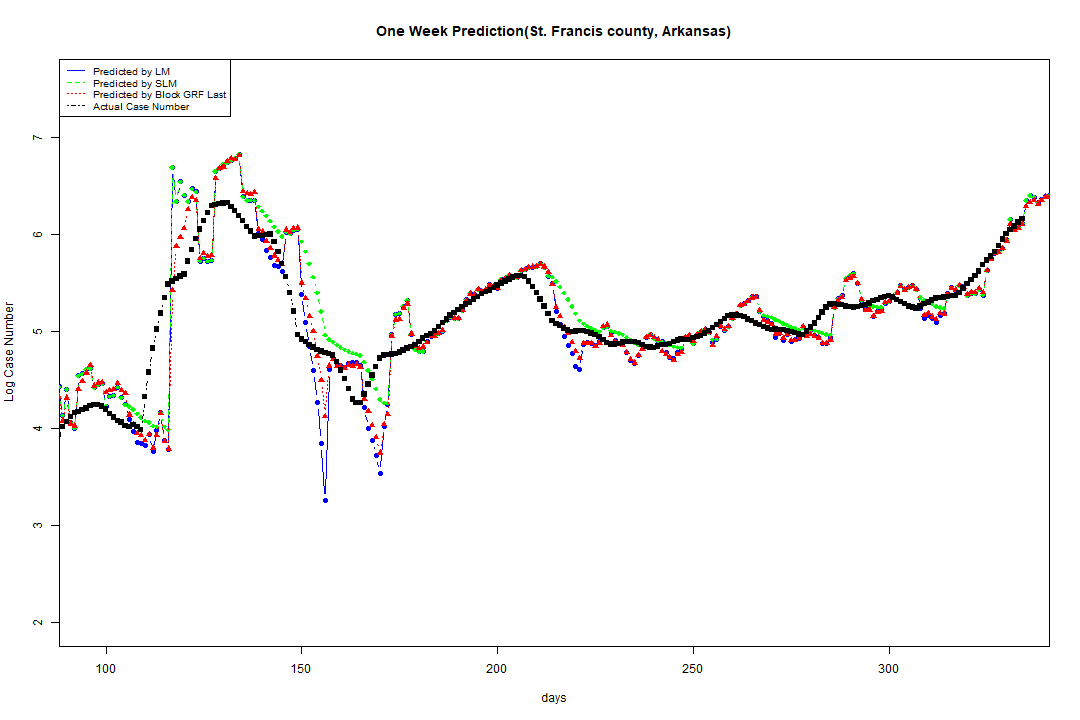 One Week Prediction(St. Francis county, Arkansas)
Predicted by LM
Predicted by SLM
Predicted by Block GRF Last
Actual Case Number
7
6
5
4
3
2
Log Case Number
100 150 200 250 300
days